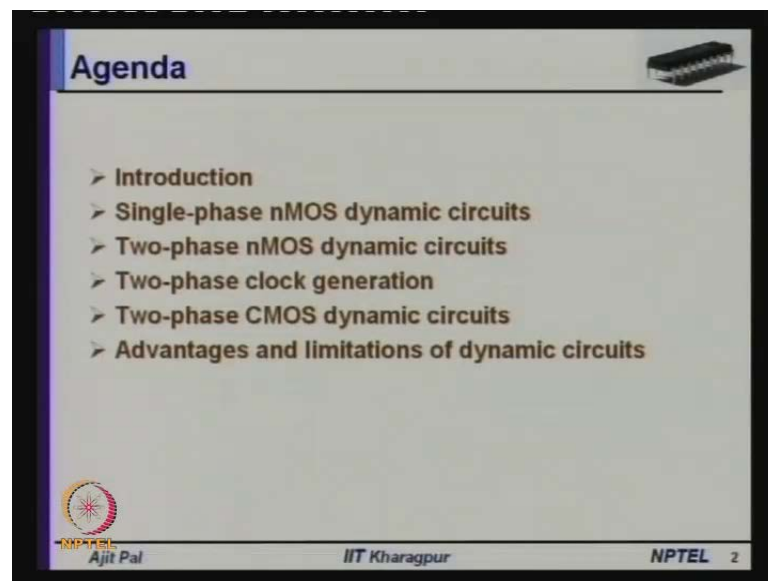 Agenda
➢ Introduction
➢ Single-phase nMOS dynamic circuits
➢ Two-phase nMOS dynamic circuits
➢ Two-phase clock generation
➢ Two-phase CMOS dynamic circuits
➢ Advantages and limitations of dynamic circuits
NPTEL
Ajit Pal IIT Kharagpur NPTEL 2